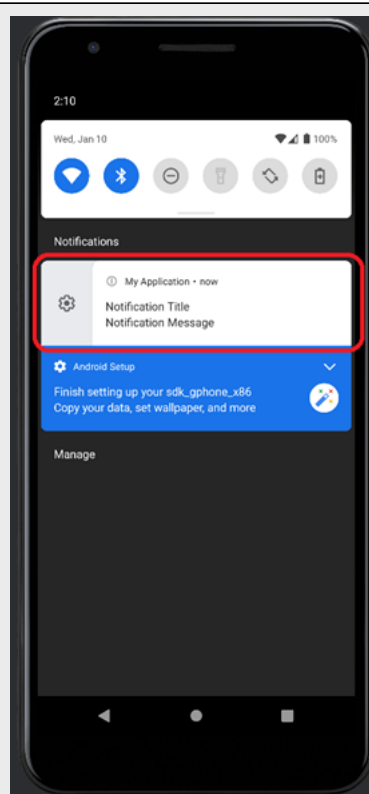 2:10
Wed, Jan 10
100%
Notifications
My Application • now
Notification Title
Notification Message
Android Setup
Finish setting up your sdk_gphone_x86
Copy your data, set wallpaper, and more
Manage